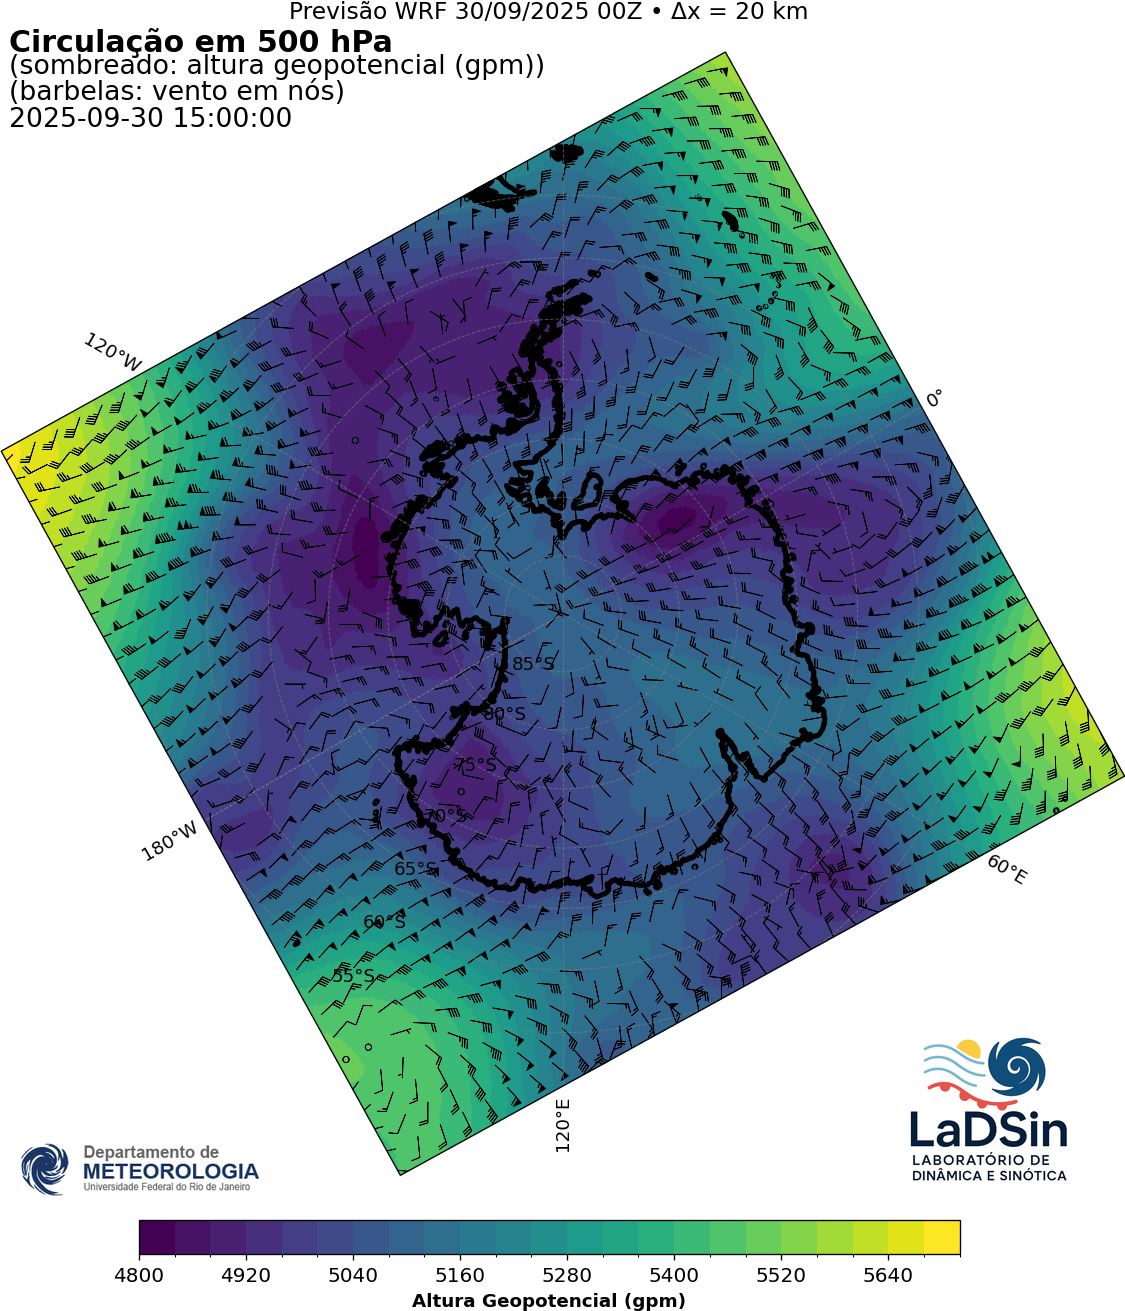 Previsão WRF 30/09/2025 00Z • Δx = 20 km
Circulação em 500 hPa
(sombreado: altura geopotencial (gpm))
(barbelas: vento em nós)
2025-09-30 15:00:00
120°W
0°
85°S
80°S
75°S
70°S
180°W
65°S
60°E
60°S
55°S
120°E
LaDSin
LABORATÓRIO DE
DINÂMICA E SINÓTICA
Departamento de
METEOROLOGIA
Universidade Federal do Rio de Janeiro
4800 4920 5040 5160 5280 5400 5520 5640
Altura Geopotencial (gpm)